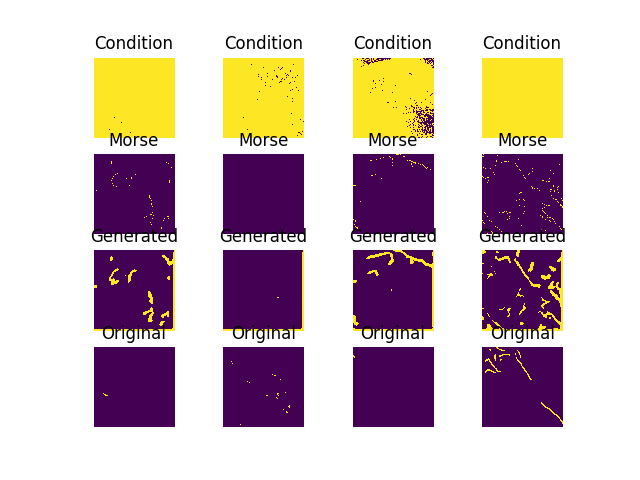 Condition Condition Condition Condition
Morse Morse Morse Morse
Generated Generated Generated Generated
Original Original Original Original